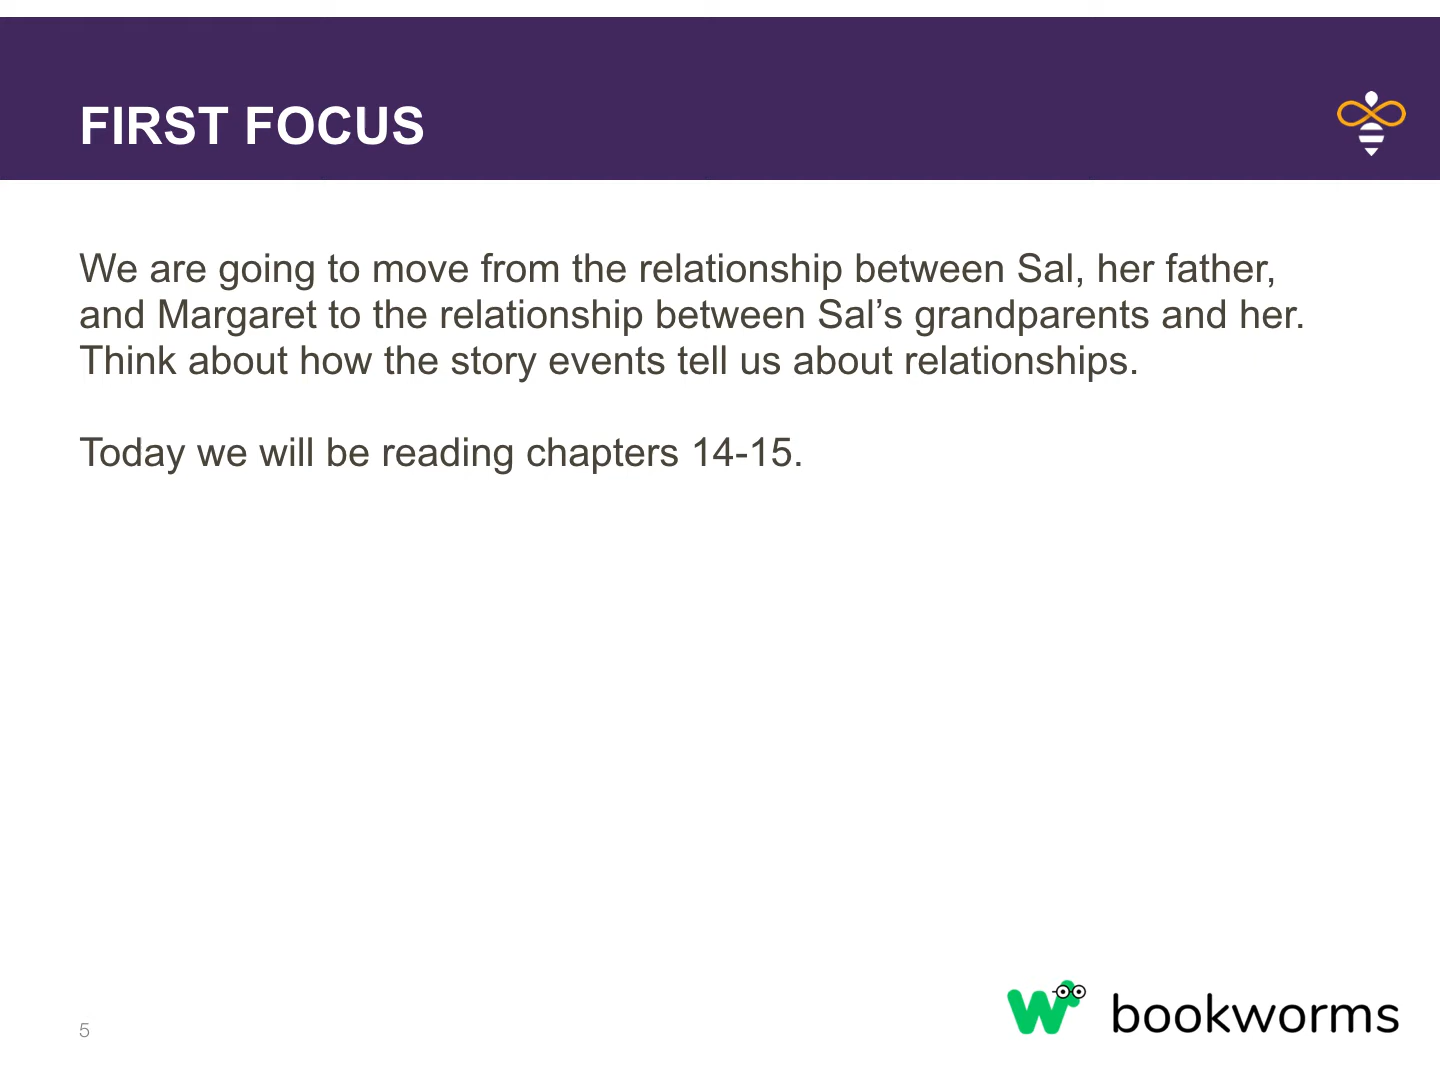 FIRST FOCUS
We are going to move from the relationship between Sal, her father,
and Margaret to the relationship between Sal’s grandparents and her.
Think about how the story events tell us about relationships.
Today we will be reading chapters 14-15.
5
bookworms